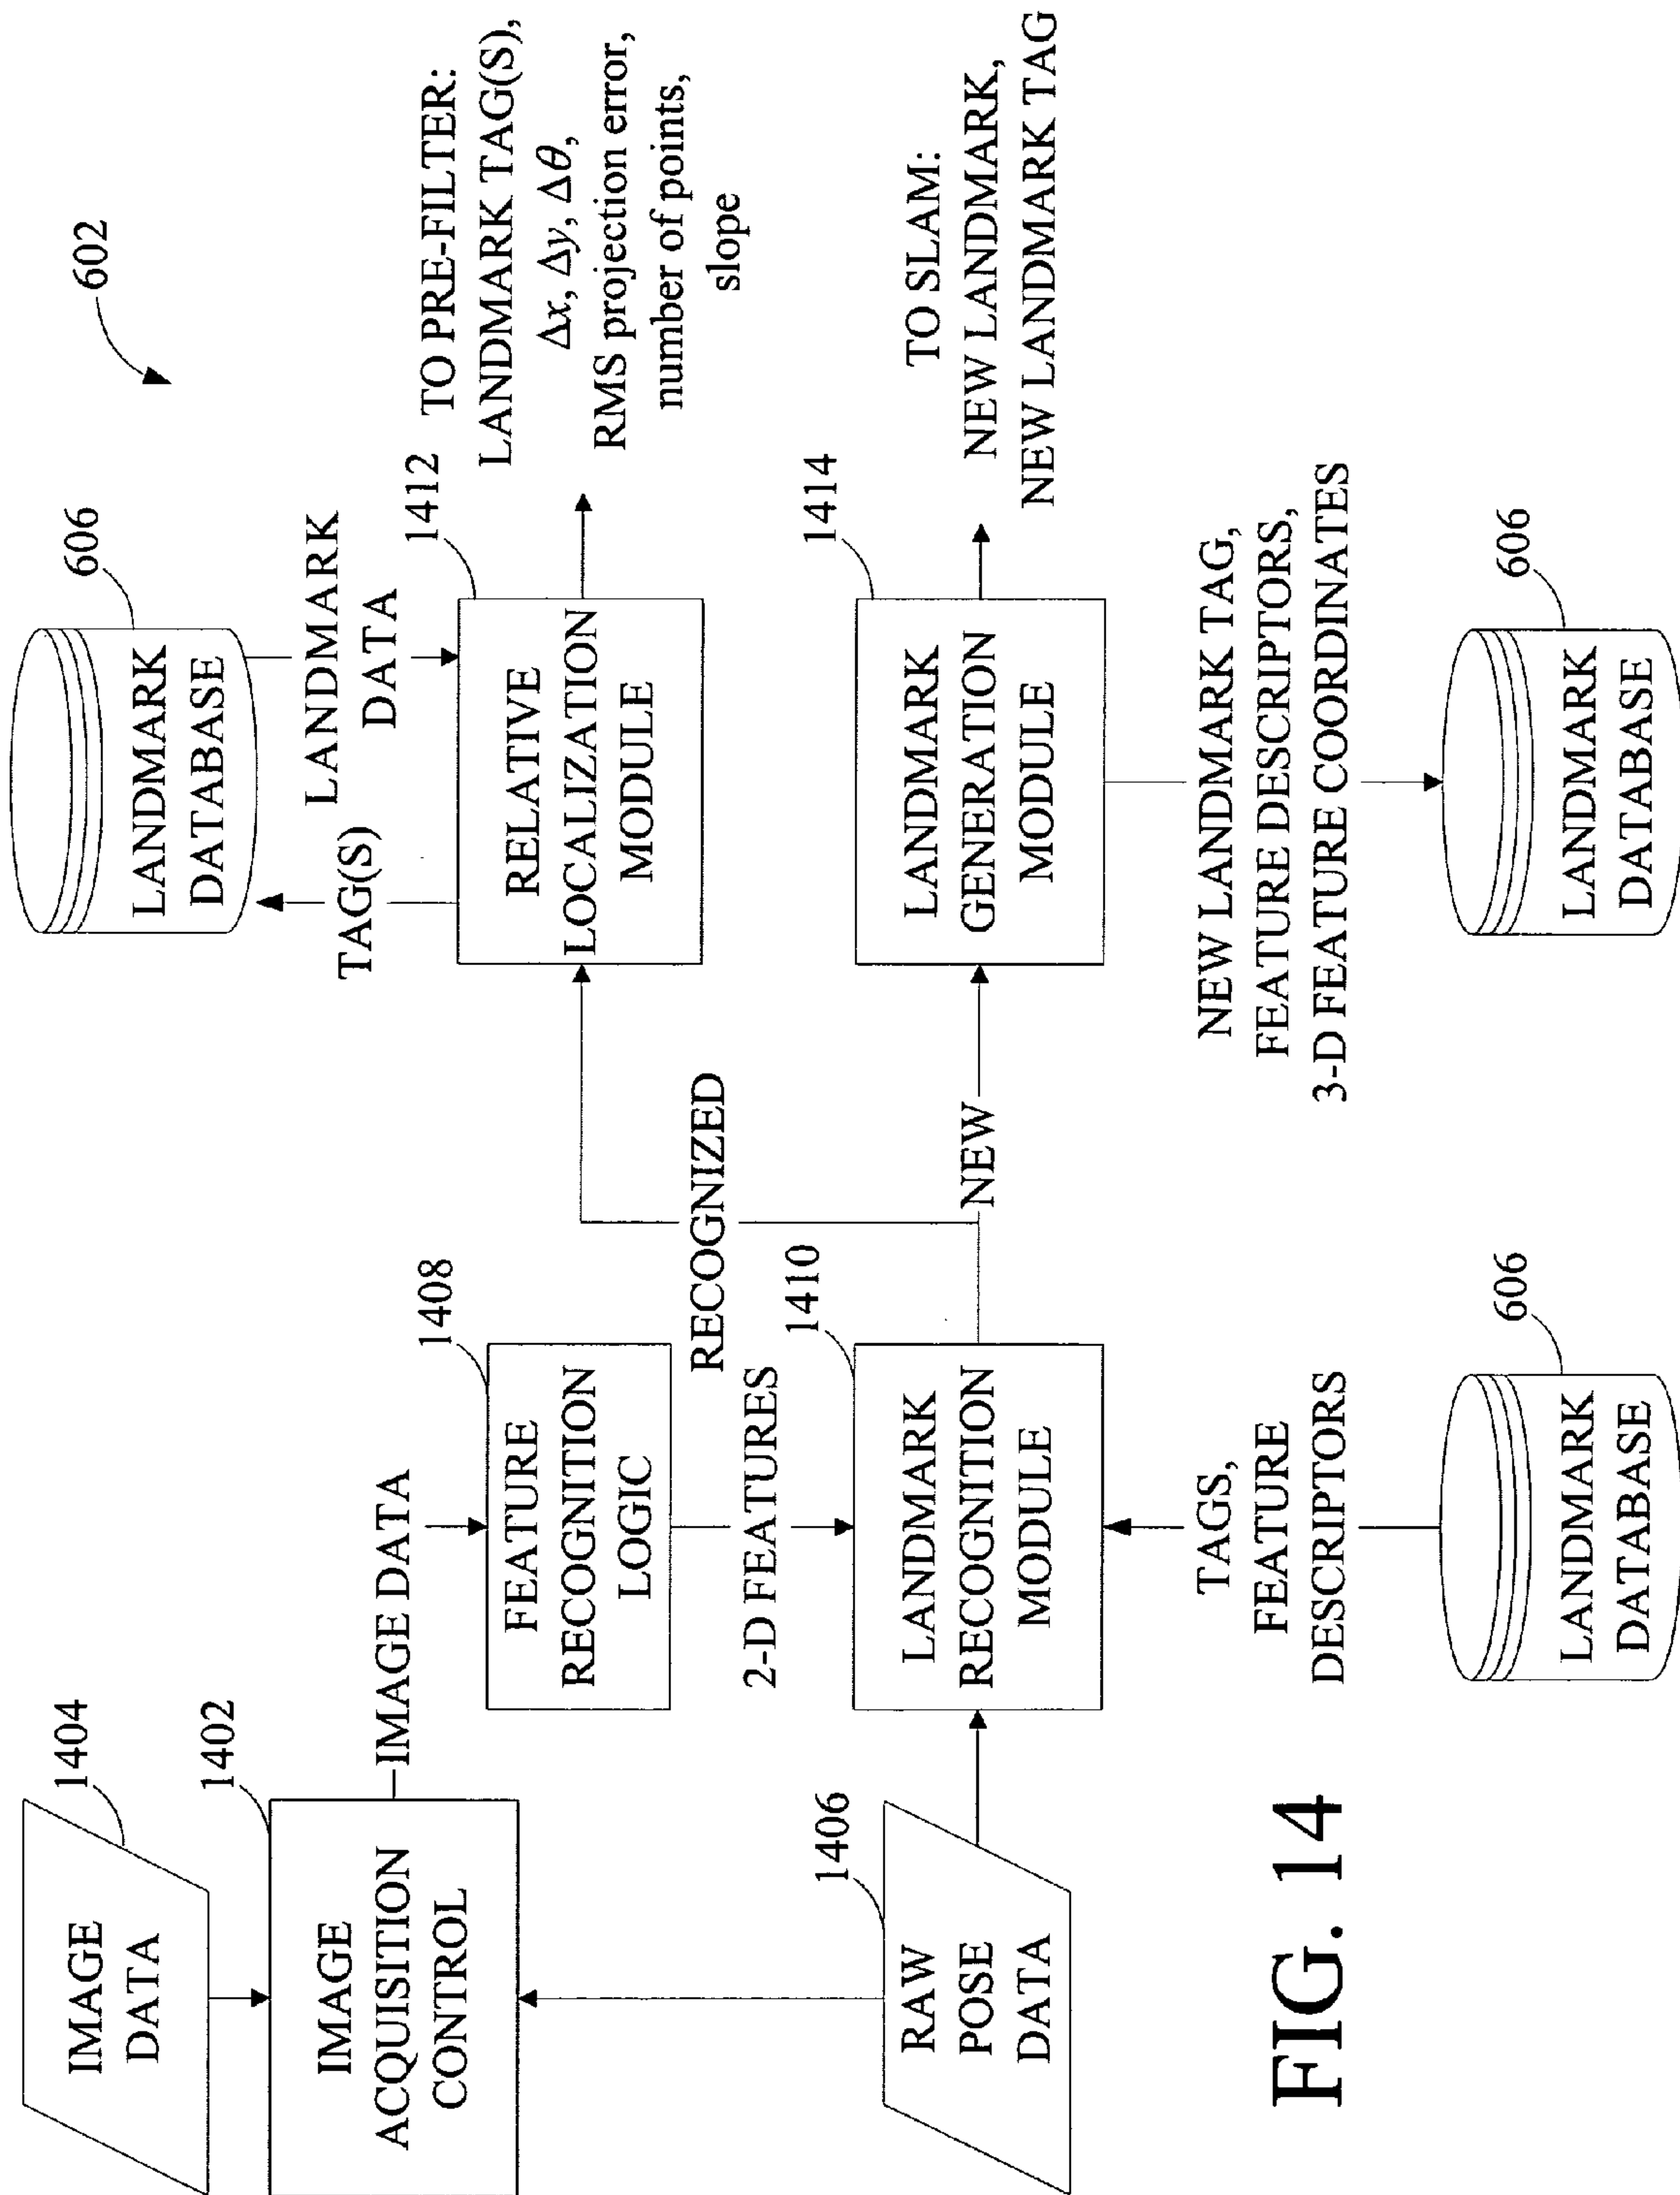 602
IMAGE
DATA
1404
IMAGE
ACQUISITION
CONTROL
1402
IMAGE DATA
RAW
POSE
DATA
1406
FEATURE
RECOGNITION
LOGIC
1408
2-D FEATURES
LANDMARK
RECOGNITION
MODULE
1410
TAGS,
FEATURE
DESCRIPTORS
LANDMARK
DATABASE
606
RECOGNIZED
NEW
LANDMARK
DATABASE
606
TAG(S)
LANDMARK
DATA
RELATIVE
LOCALIZATION
MODULE
1412
TO PRE-FILTER:
LANDMARK TAG(S),
Δx, Δy, Δθ,
RMS projection error,
number of points,
slope
LANDMARK
GENERATION
MODULE
1414
TO SLAM:
NEW LANDMARK,
NEW LANDMARK TAG
NEW LANDMARK TAG,
FEATURE DESCRIPTORS,
3-D FEATURE COORDINATES
LANDMARK
DATABASE
606
FIG. 14